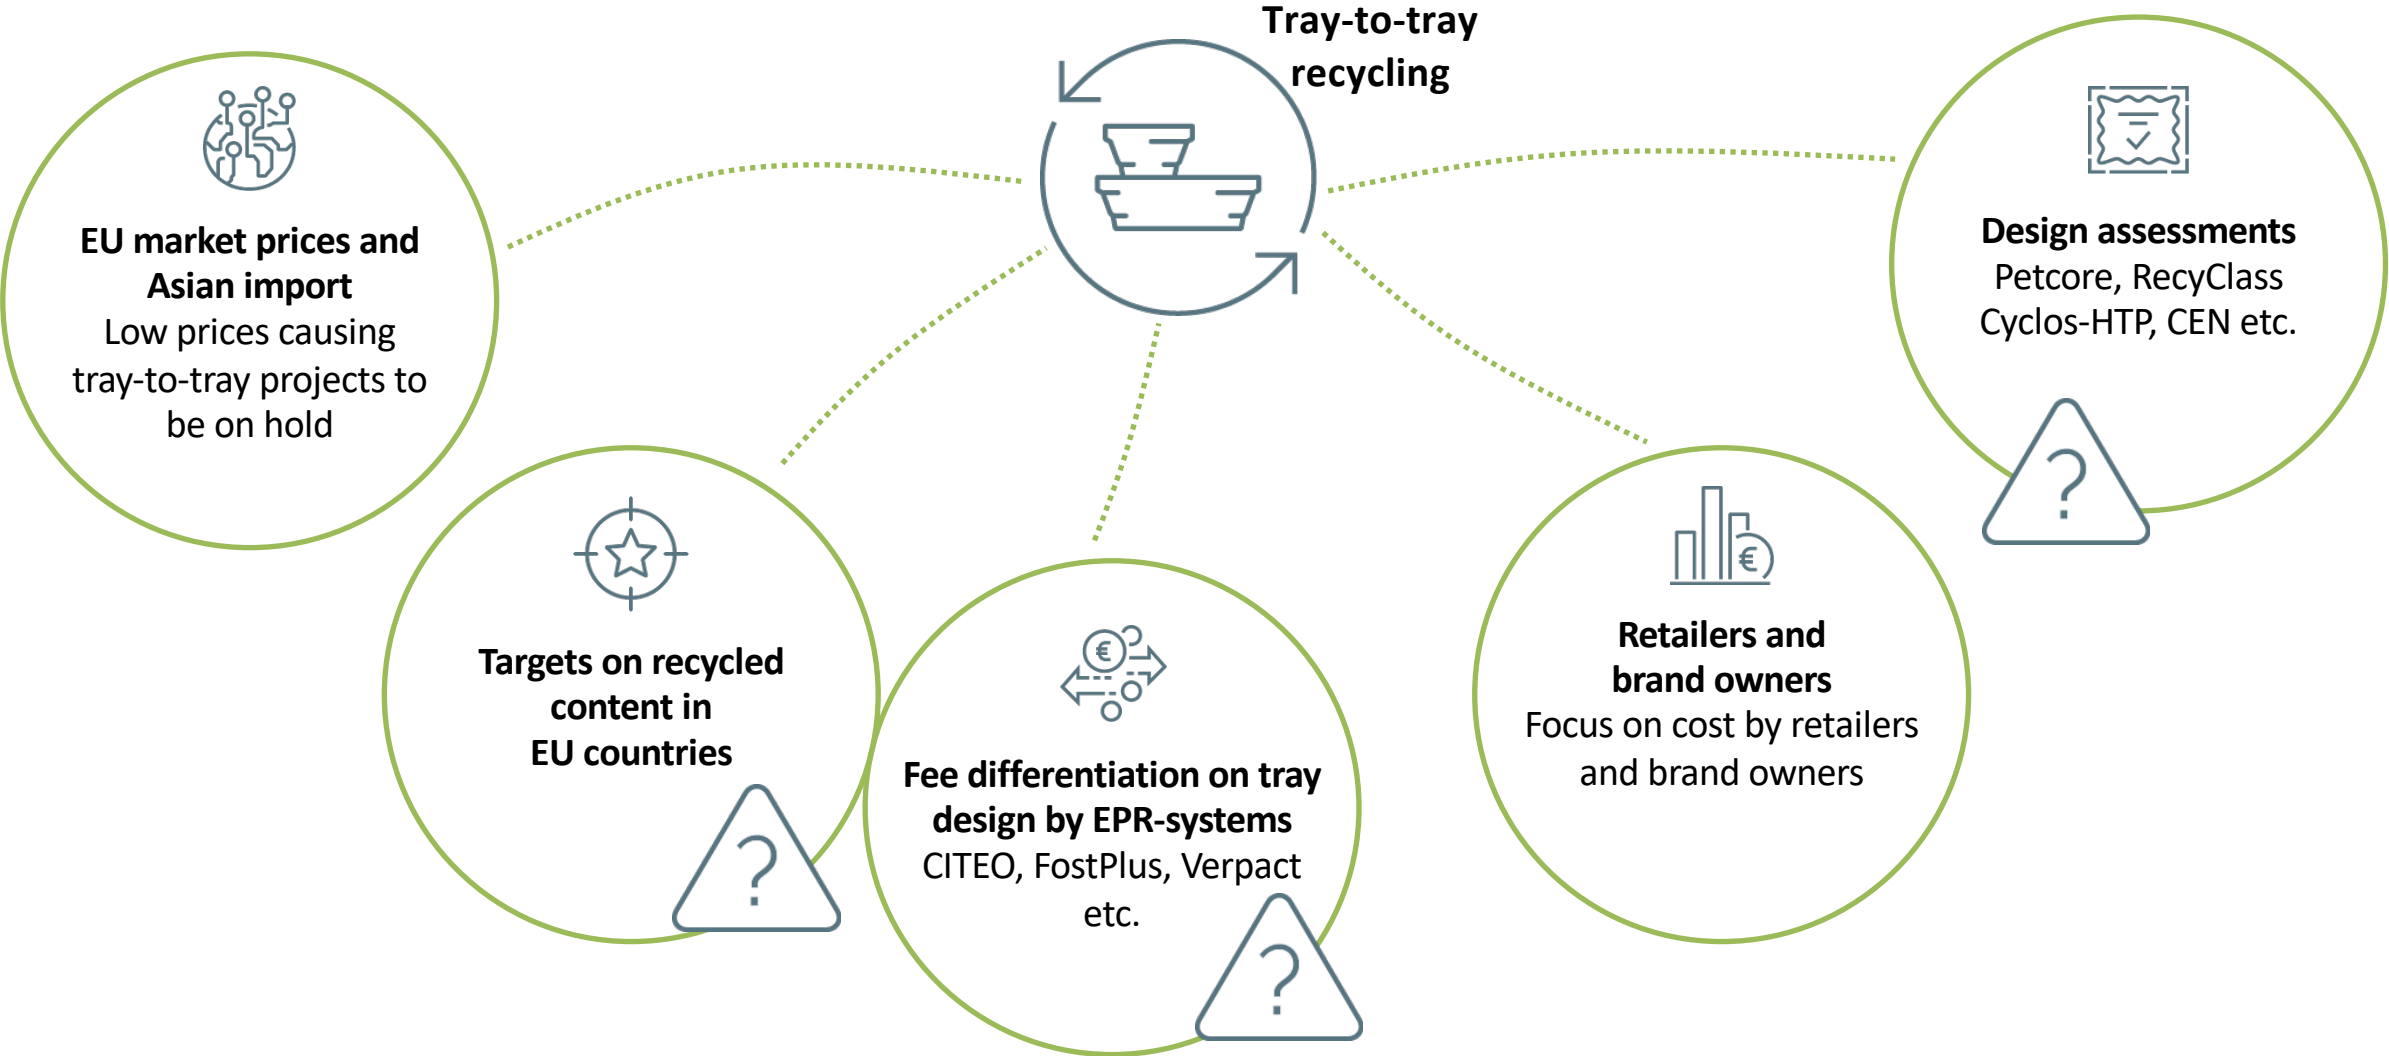 Tray-to-tray
recycling
EU market prices and
Asian import
Low prices causing
tray-to-tray projects to
be on hold
Targets on recycled
content in
EU countries
?
Fee differentiation on tray
design by EPR-systems
CITEO, FostPlus, Verpact
etc.
?
Retailers and
brand owners
Focus on cost by retailers
and brand owners
Design assessments
Petcore, RecyClass
Cyclos-HTP, CEN etc.
?